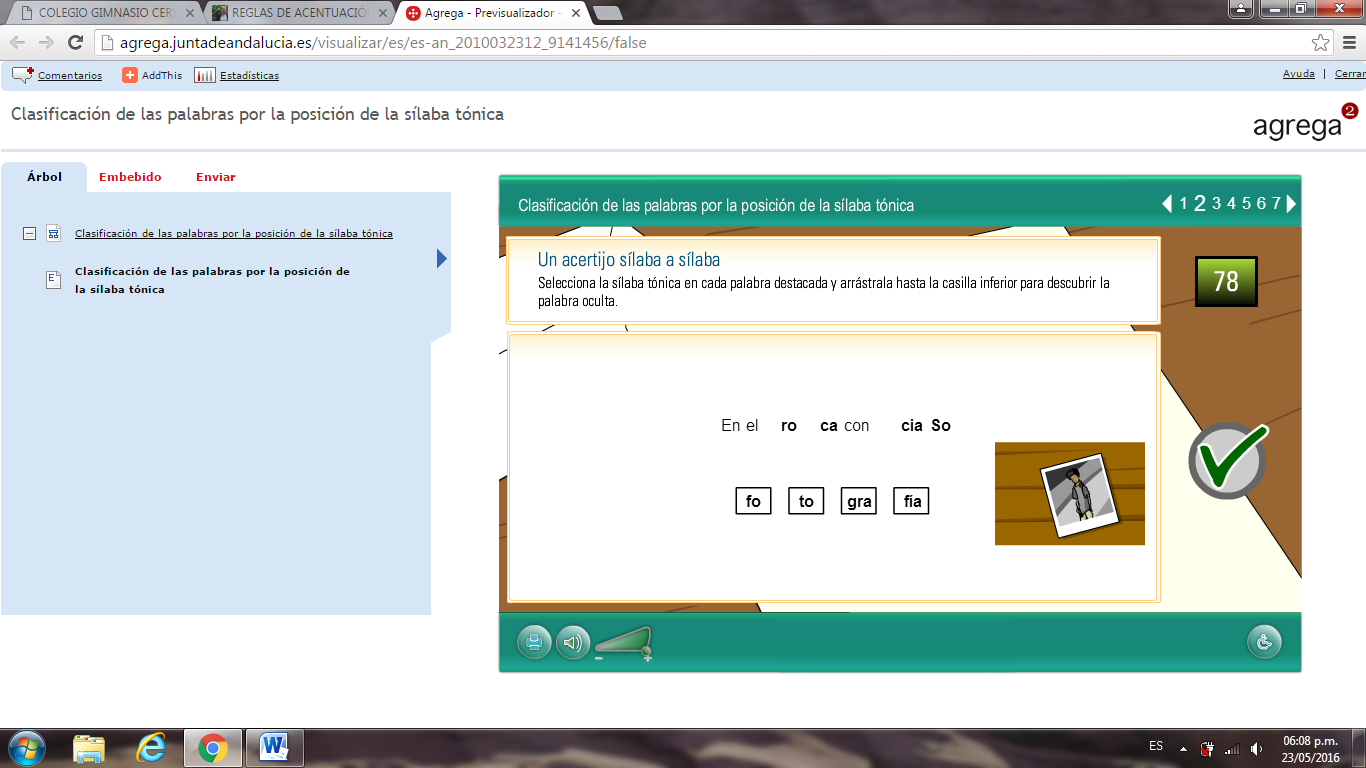 COLEGIO GIMNASIO CERV
REGLAS DE ACENTUACIÓ
Agrega - Previsualizador -
agrega.juntadeandalucia.es/visualizar/es/es-an_2010032312_9141456/false
Comentarios AddThis Estadísticas
Ayuda | Cerrar
Clasificación de las palabras por la posición de la sílaba tónica
agrega 2
Árbol Embebido Enviar
Clasificación de las palabras por la posición de la sílaba tónica
Clasificación de las palabras por la posición de
la sílaba tónica
Clasificación de las palabras por la posición de la sílaba tónica
1 2 3 4 5 6 7
Un acertijo sílaba a sílaba
Selecciona la sílaba tónica en cada palabra destacada y arrástrala hasta la casilla inferior para descubrir la
palabra oculta.
78
En el ro ca con cia So
fo to gra fía
ES
06:08 p.m.
23/05/2016